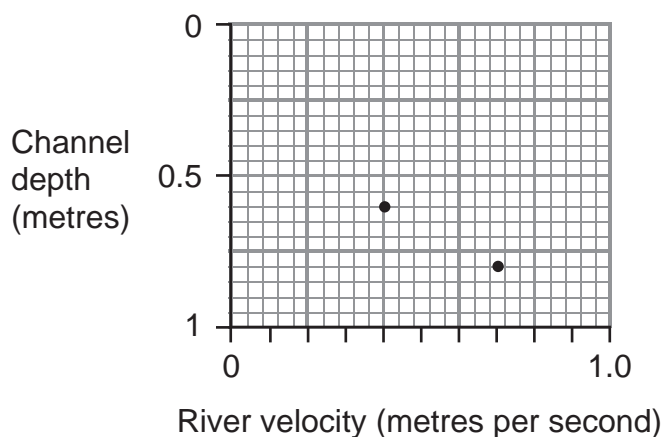 0
Channel
depth
(metres)
0.5
1
0
1.0
River velocity (metres per second)